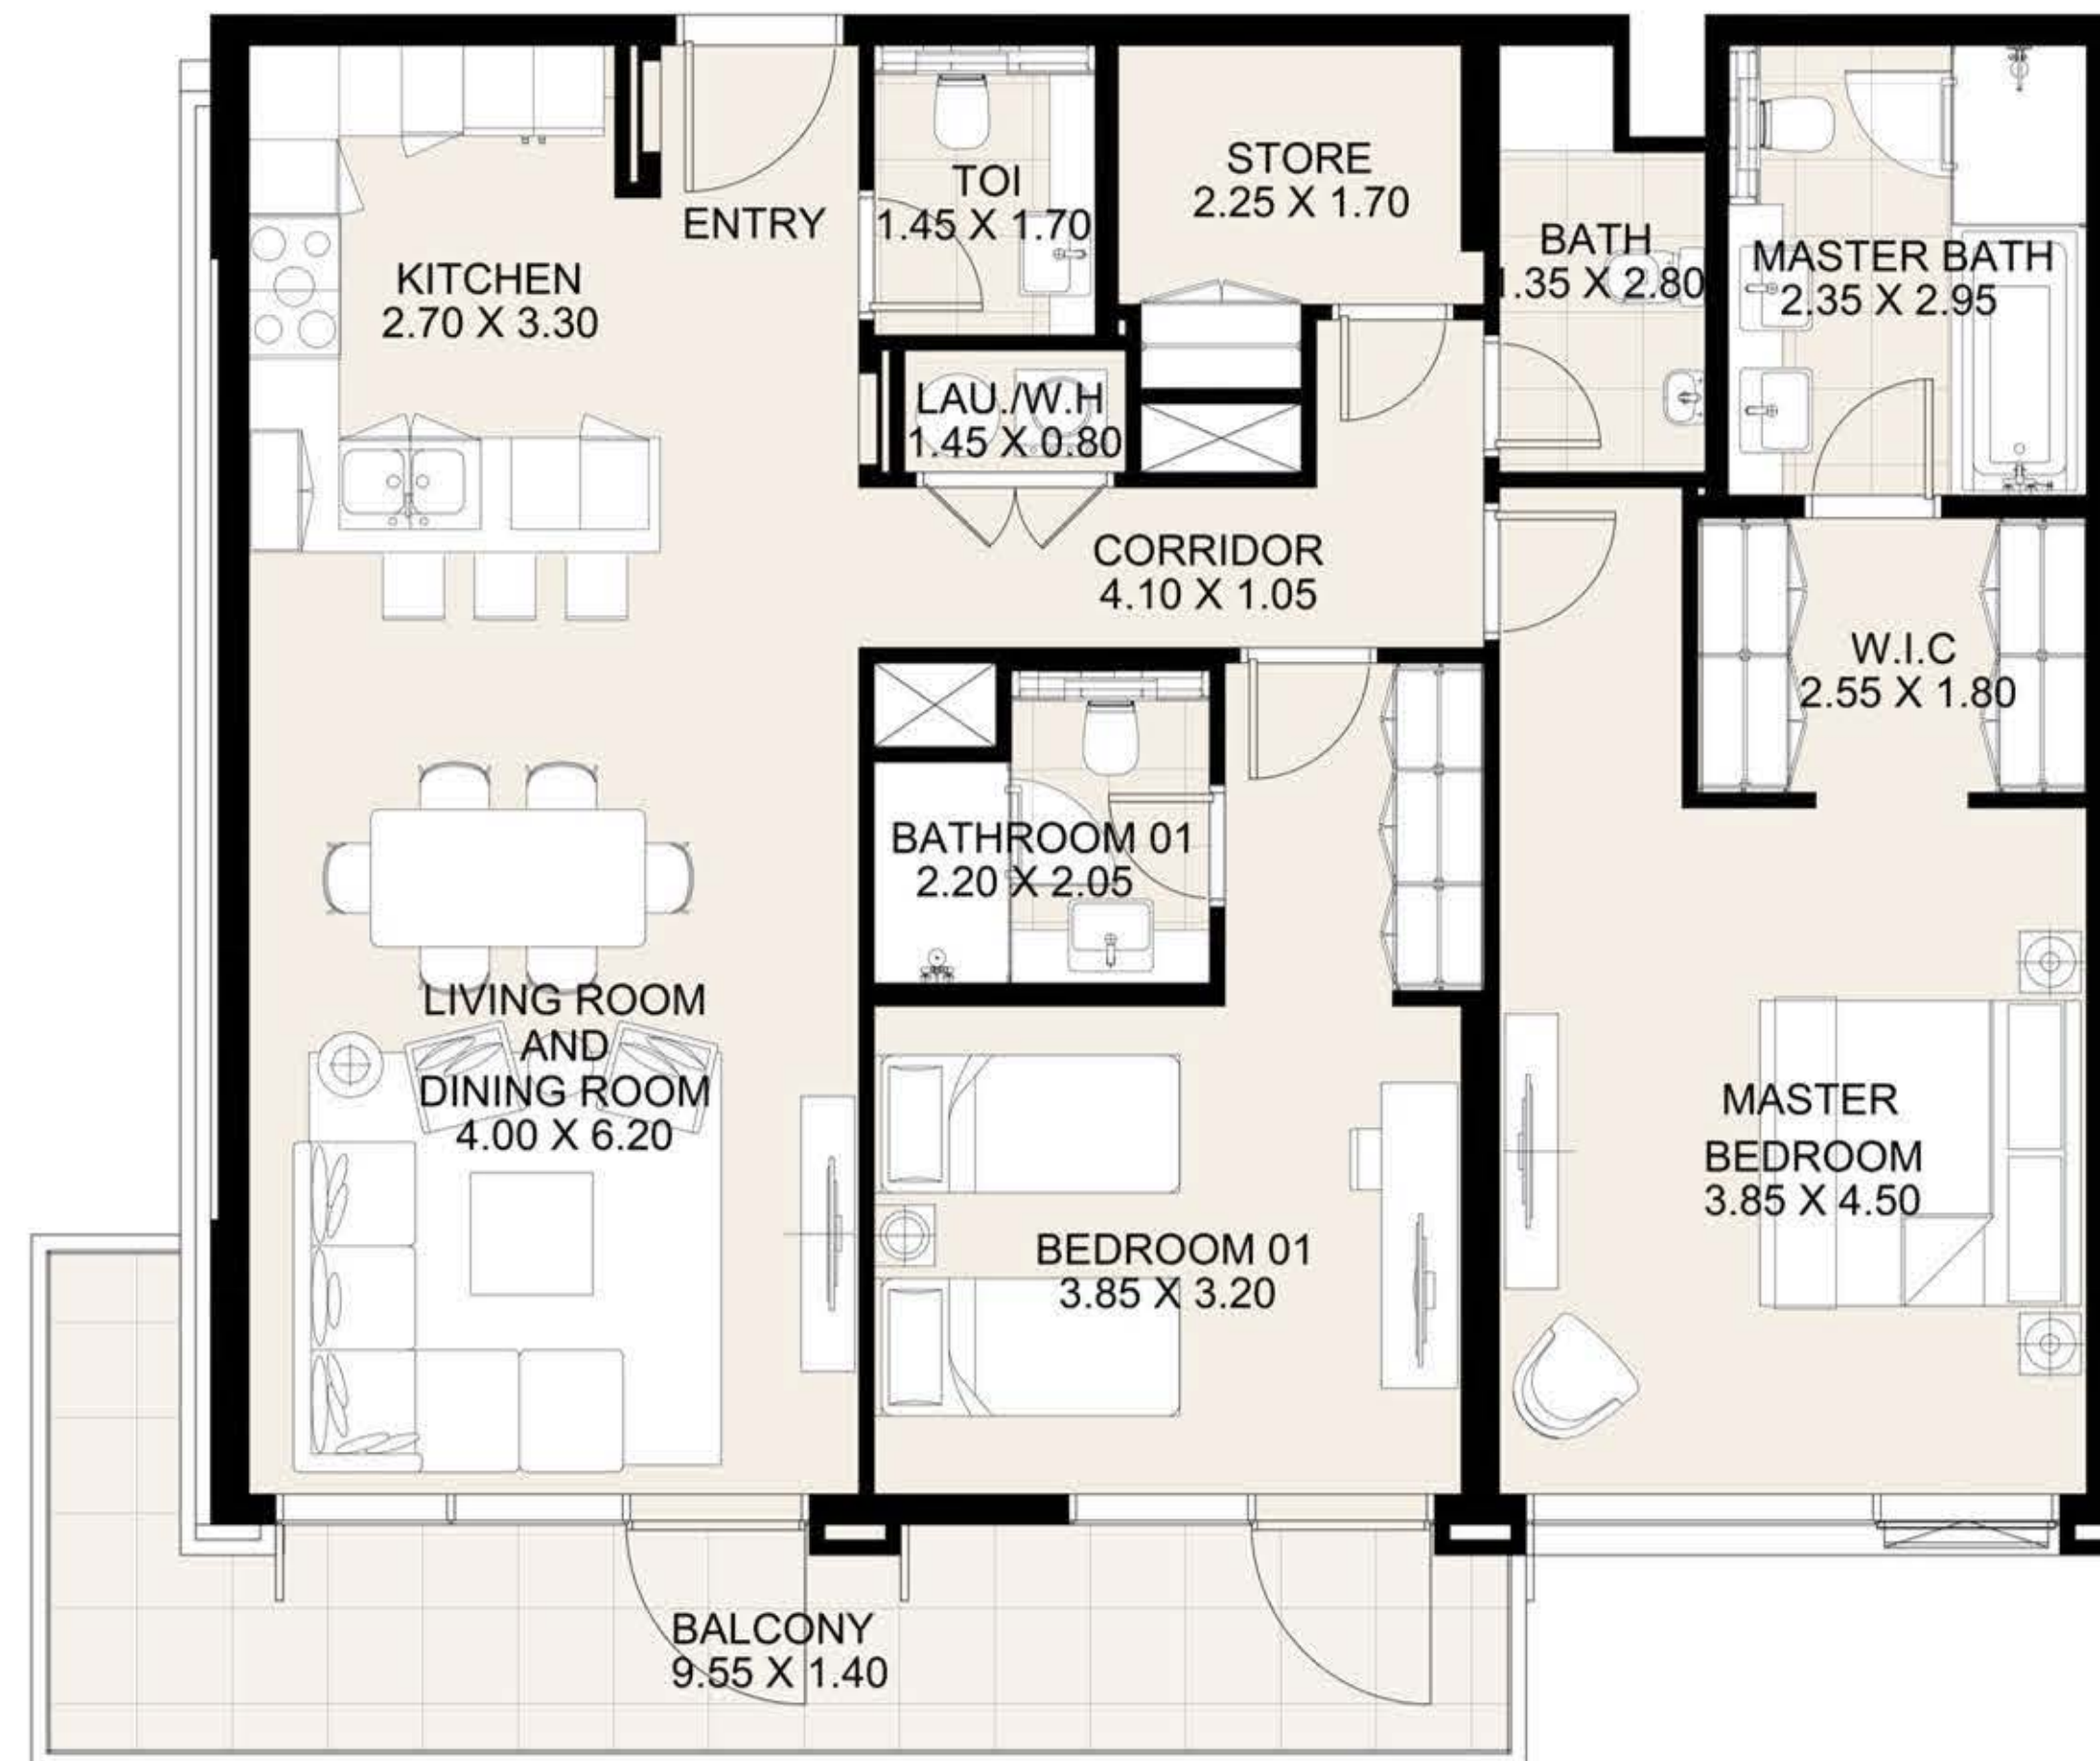 KITCHEN
2.70 X 3.30
ENTRY
TOI
1.45 X 1.70
STORE
2.25 X 1.70
BATH
1.35 X 2.80
MASTER BATH
2.35 X 2.95
LAU./W.H
1.45 X 0.80
CORRIDOR
4.10 X 1.05
W.I.C
2.55 X 1.80
BATHROOM 01
2.20 X 2.05
LIVING ROOM
AND
DINING ROOM
4.00 X 6.20
MASTER
BEDROOM
3.85 X 4.50
BEDROOM 01
3.85 X 3.20
BALCONY
9.55 X 1.40